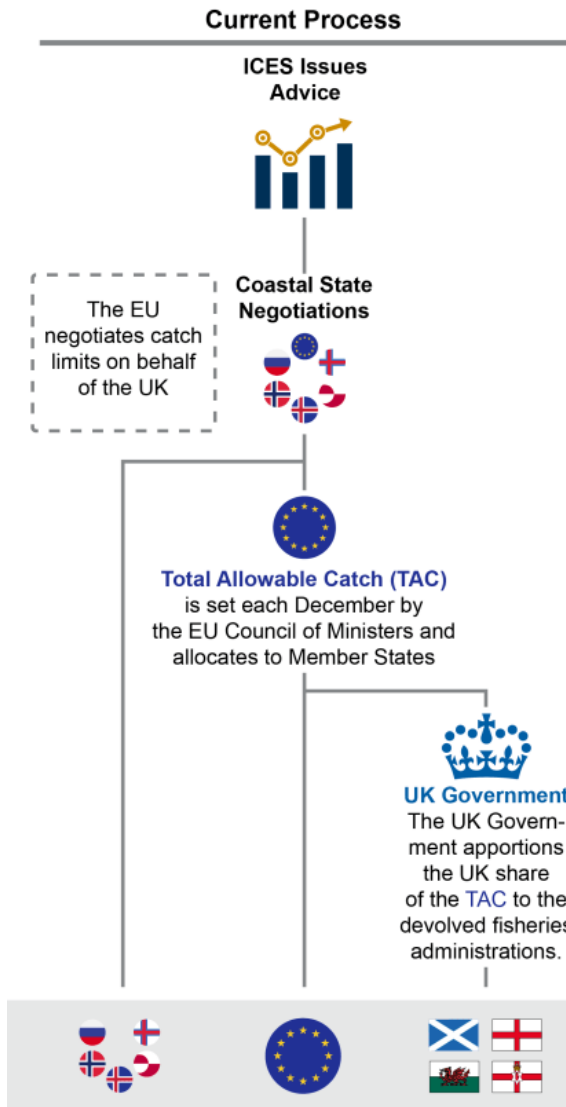 Current Process
ICES Issues
Advice
Coastal State
Negotiations
The EU
negotiates catch
limits on behalf
of the UK
Total Allowable Catch (TAC)
is set each December by
the EU Council of Ministers and
allocates to Member States
UK Government
The UK Govern-
ment apportions
the UK share
of the TAC to the
devolved fisheries
administrations.